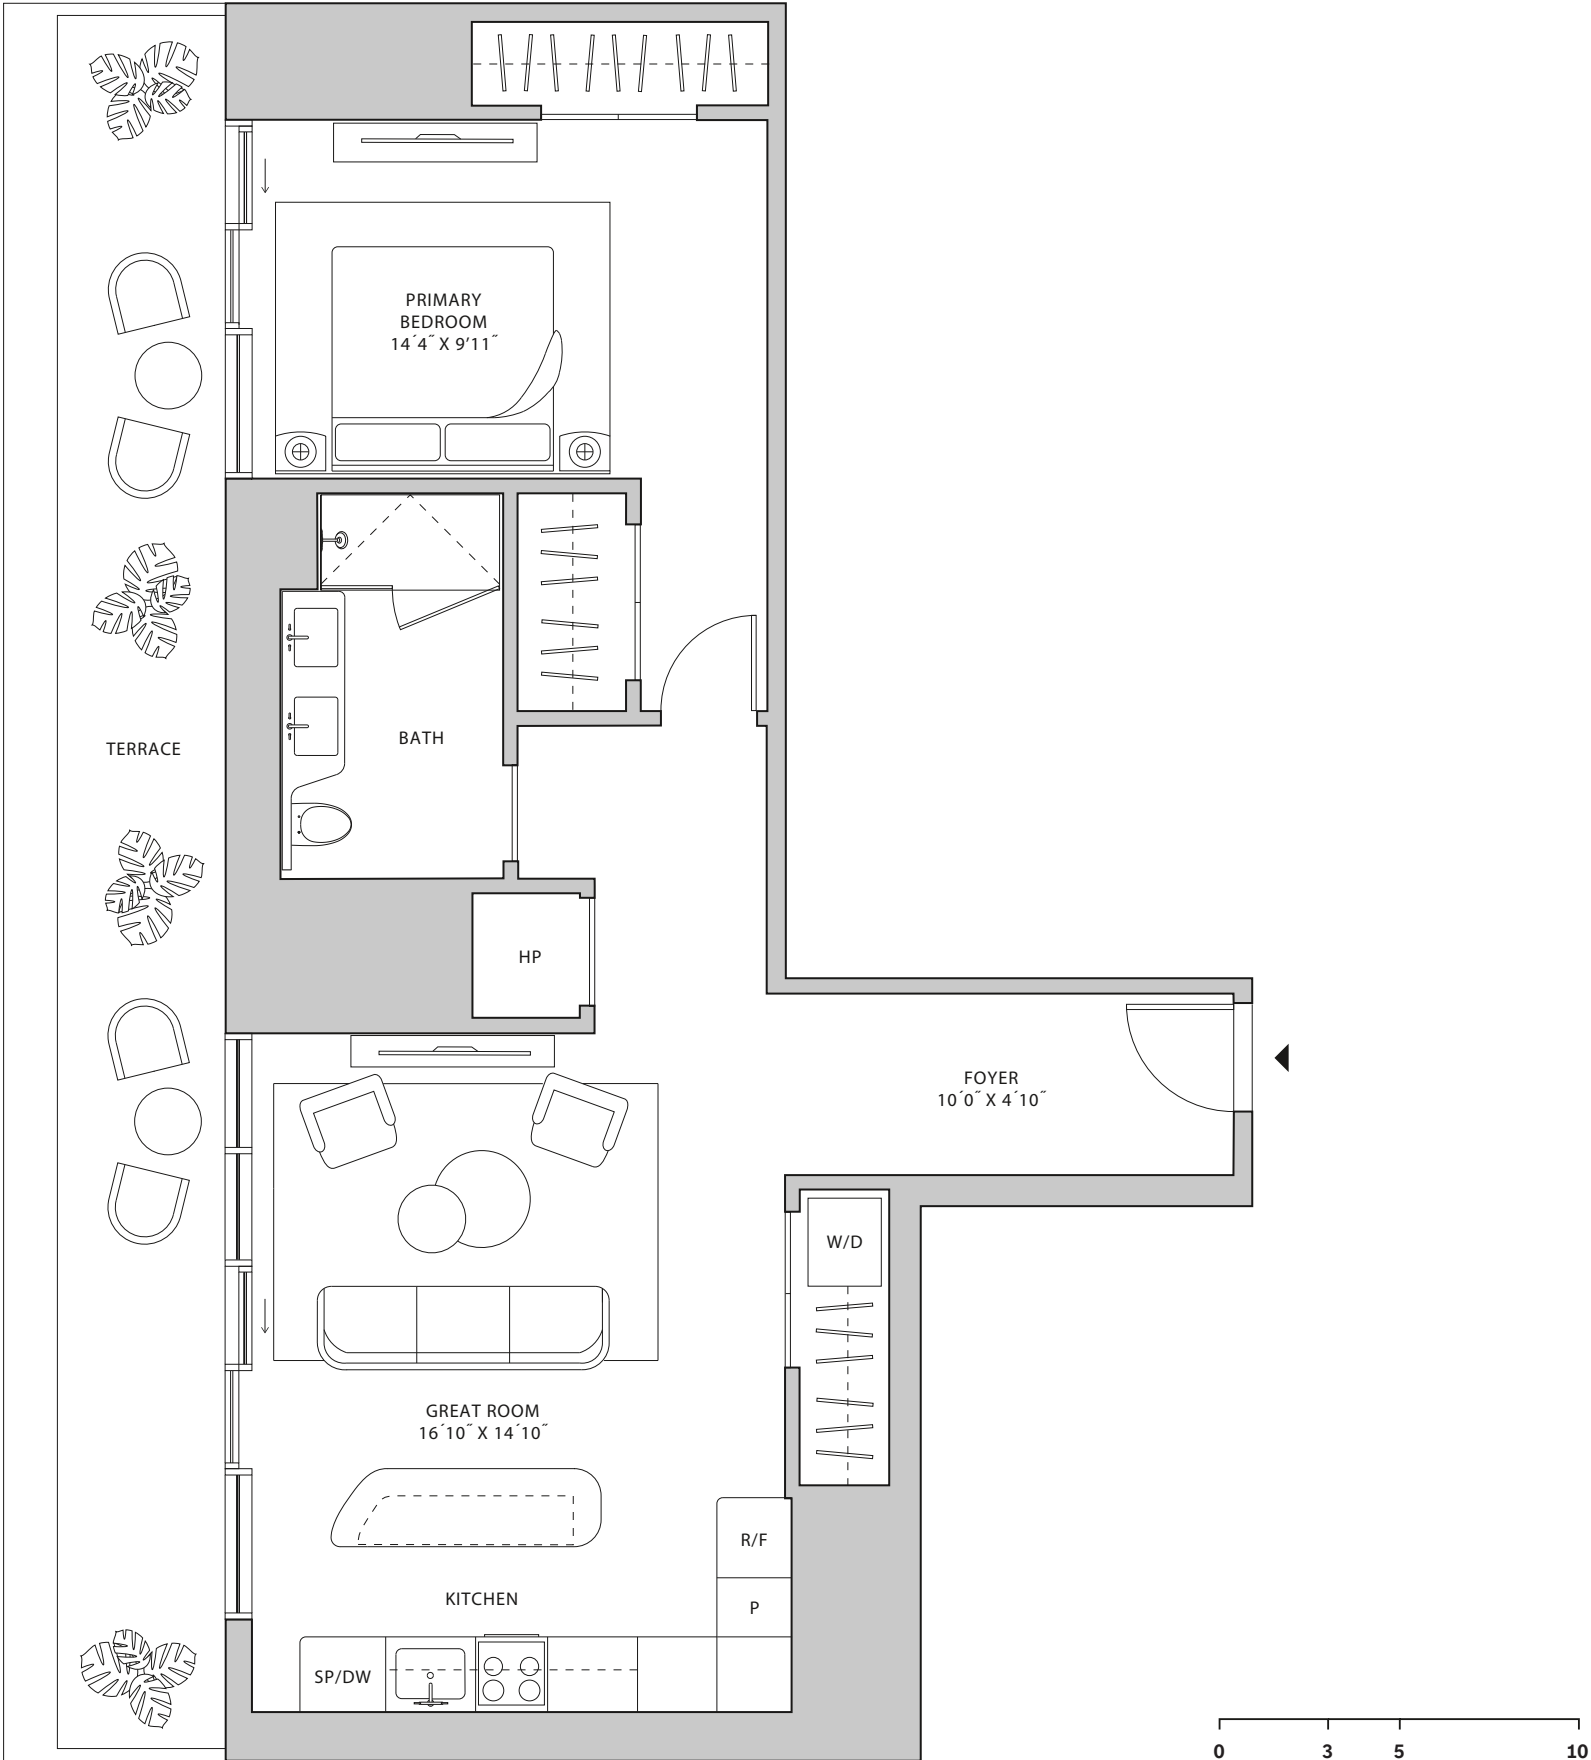 PRIMARY
BEDROOM
14´4˝ X 9’11˝
TERRACE
BATH
HP
FOYER
10´0˝ X 4´10˝
W/D
GREAT ROOM
16´10˝ X 14´10˝
R/F
KITCHEN
P
SP/DW
0 3 5 10